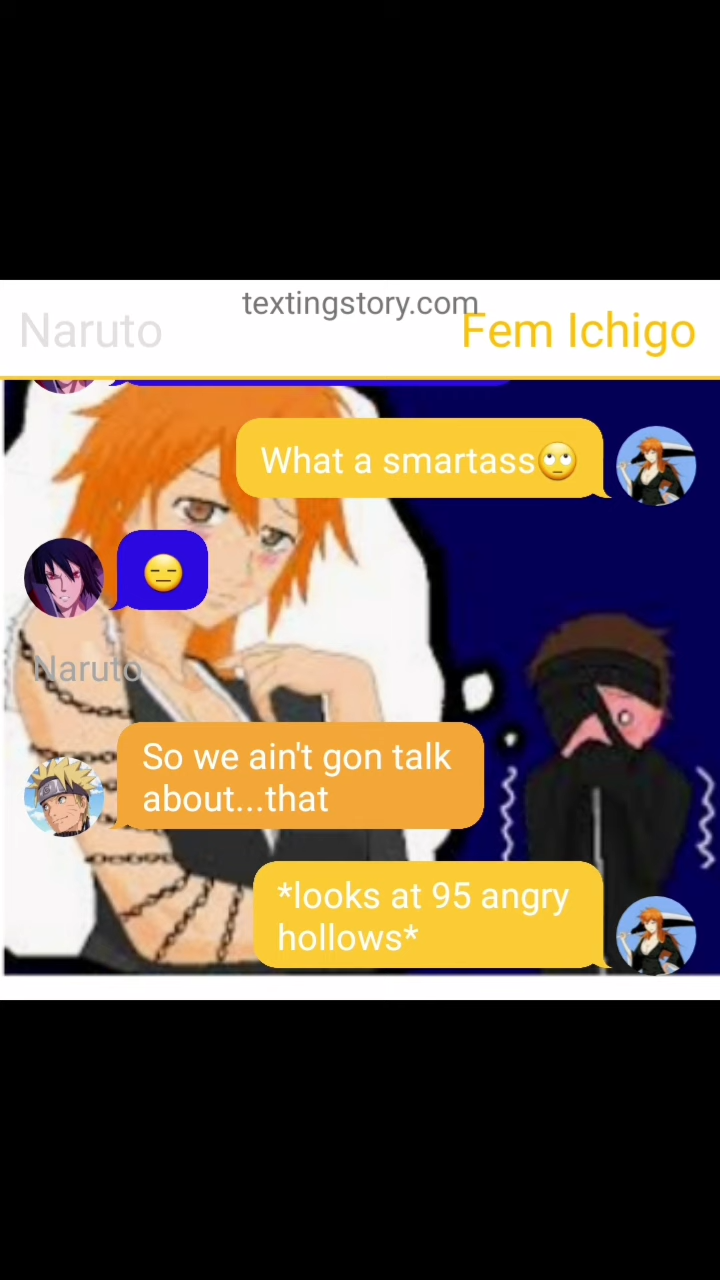 textingstory.com
Naruto
Fem Ichigo
What a smartass🙄
😑
Naruto
So we ain't gon talk
about...that
*looks at 95 angry
hollows*